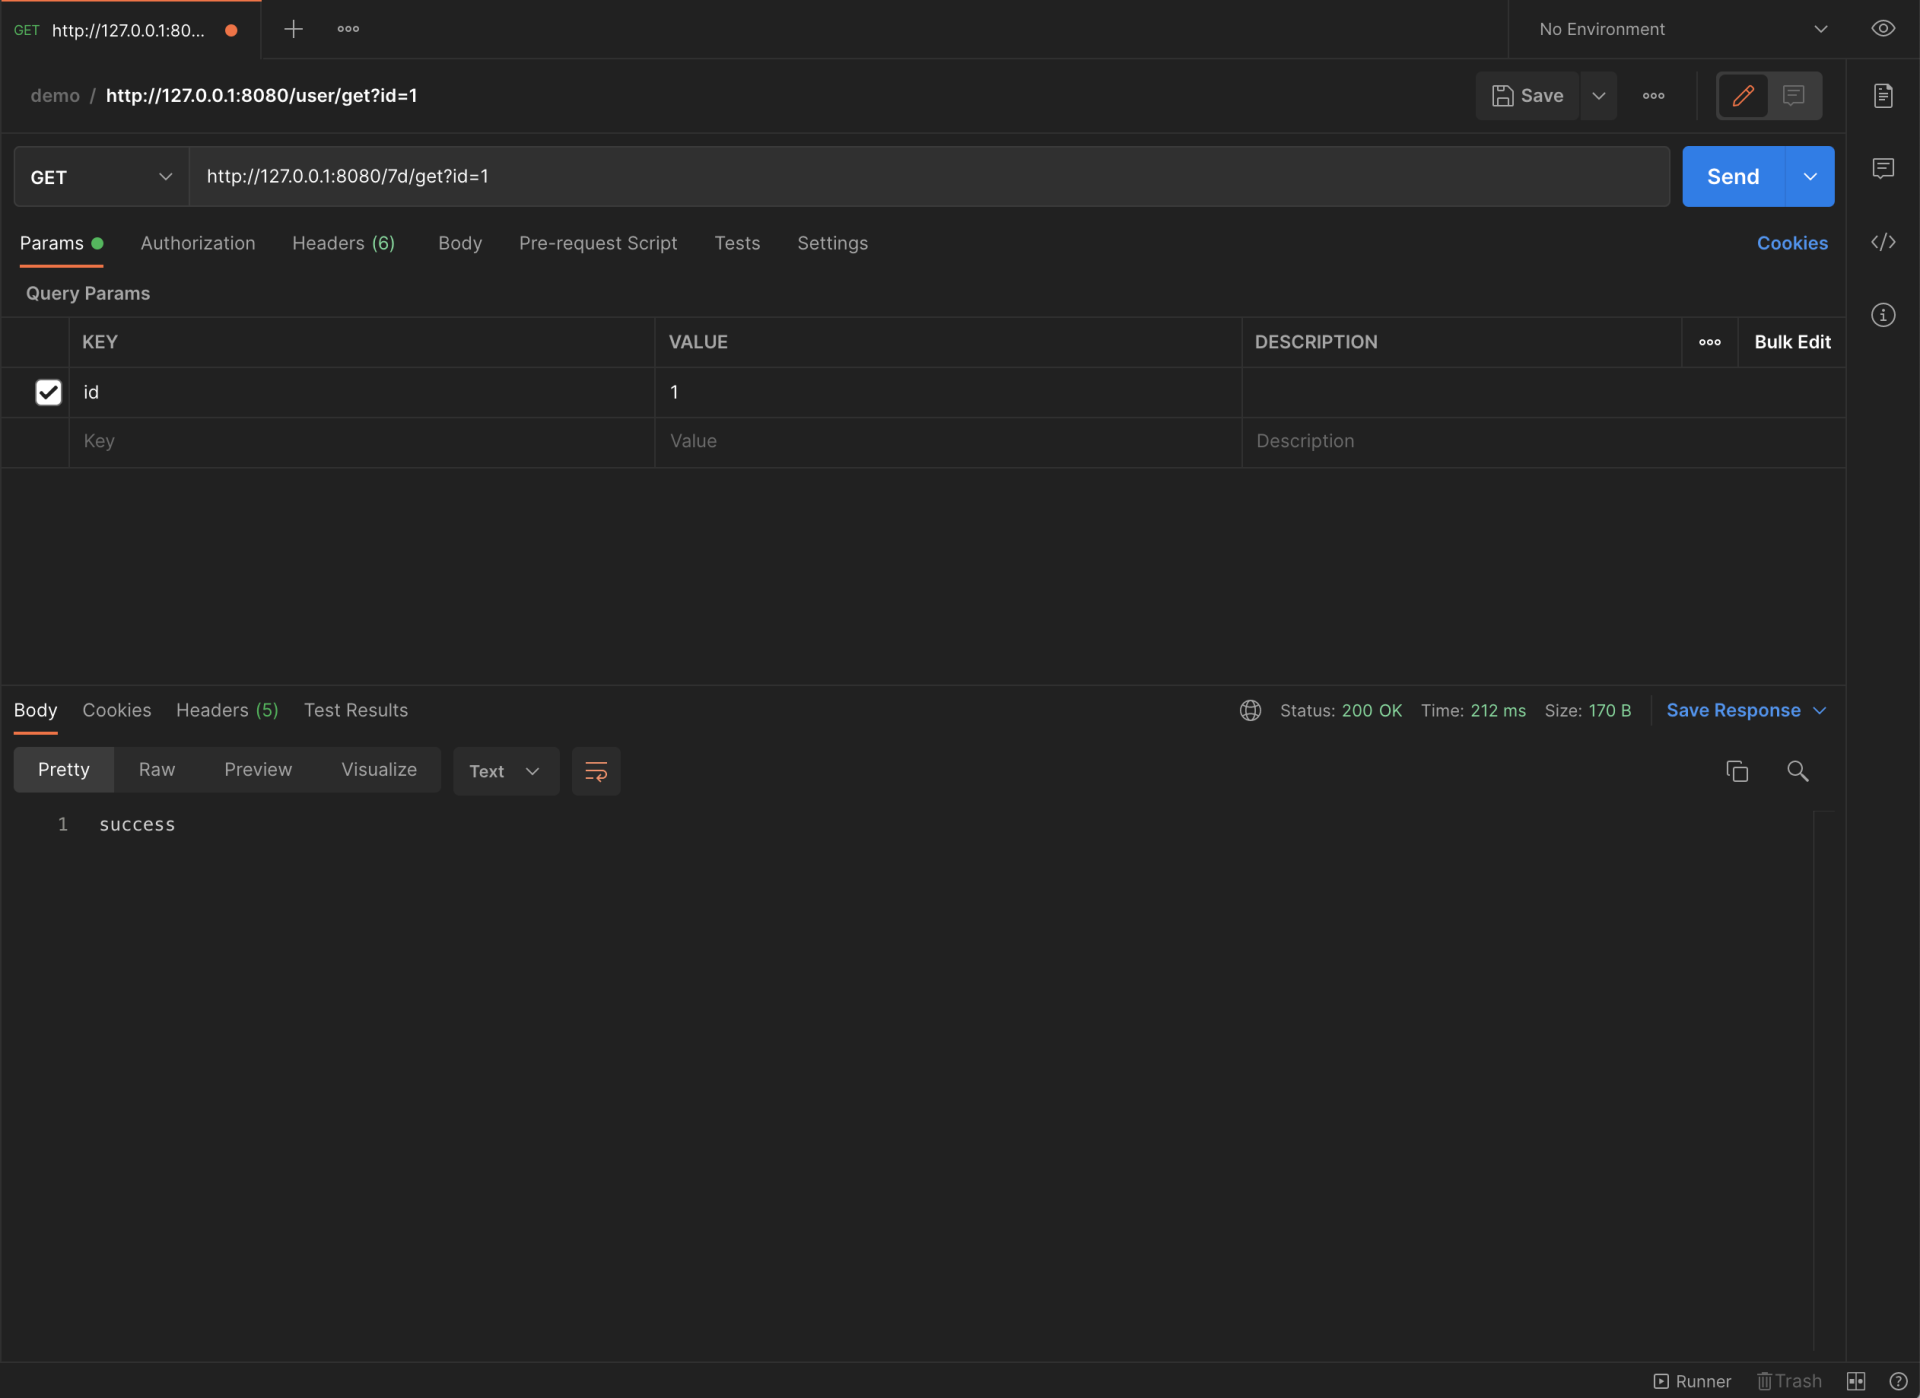 GET http://127.0.0.1:80...
No Environment
demo / http://127.0.0.1:8080/user/get?id=1
Save
GET
http://127.0.0.1:8080/7d/get?id=1
Send
Params Authorization Headers (6) Body Pre-request Script Tests Settings Cookies
Query Params
KEY VALUE DESCRIPTION Bulk Edit
id 1
Key Value Description
Body Cookies Headers (5) Test Results Status: 200 OK Time: 212 ms Size: 170 B Save Response
Pretty Raw Preview Visualize Text
1 success
Runner Trash